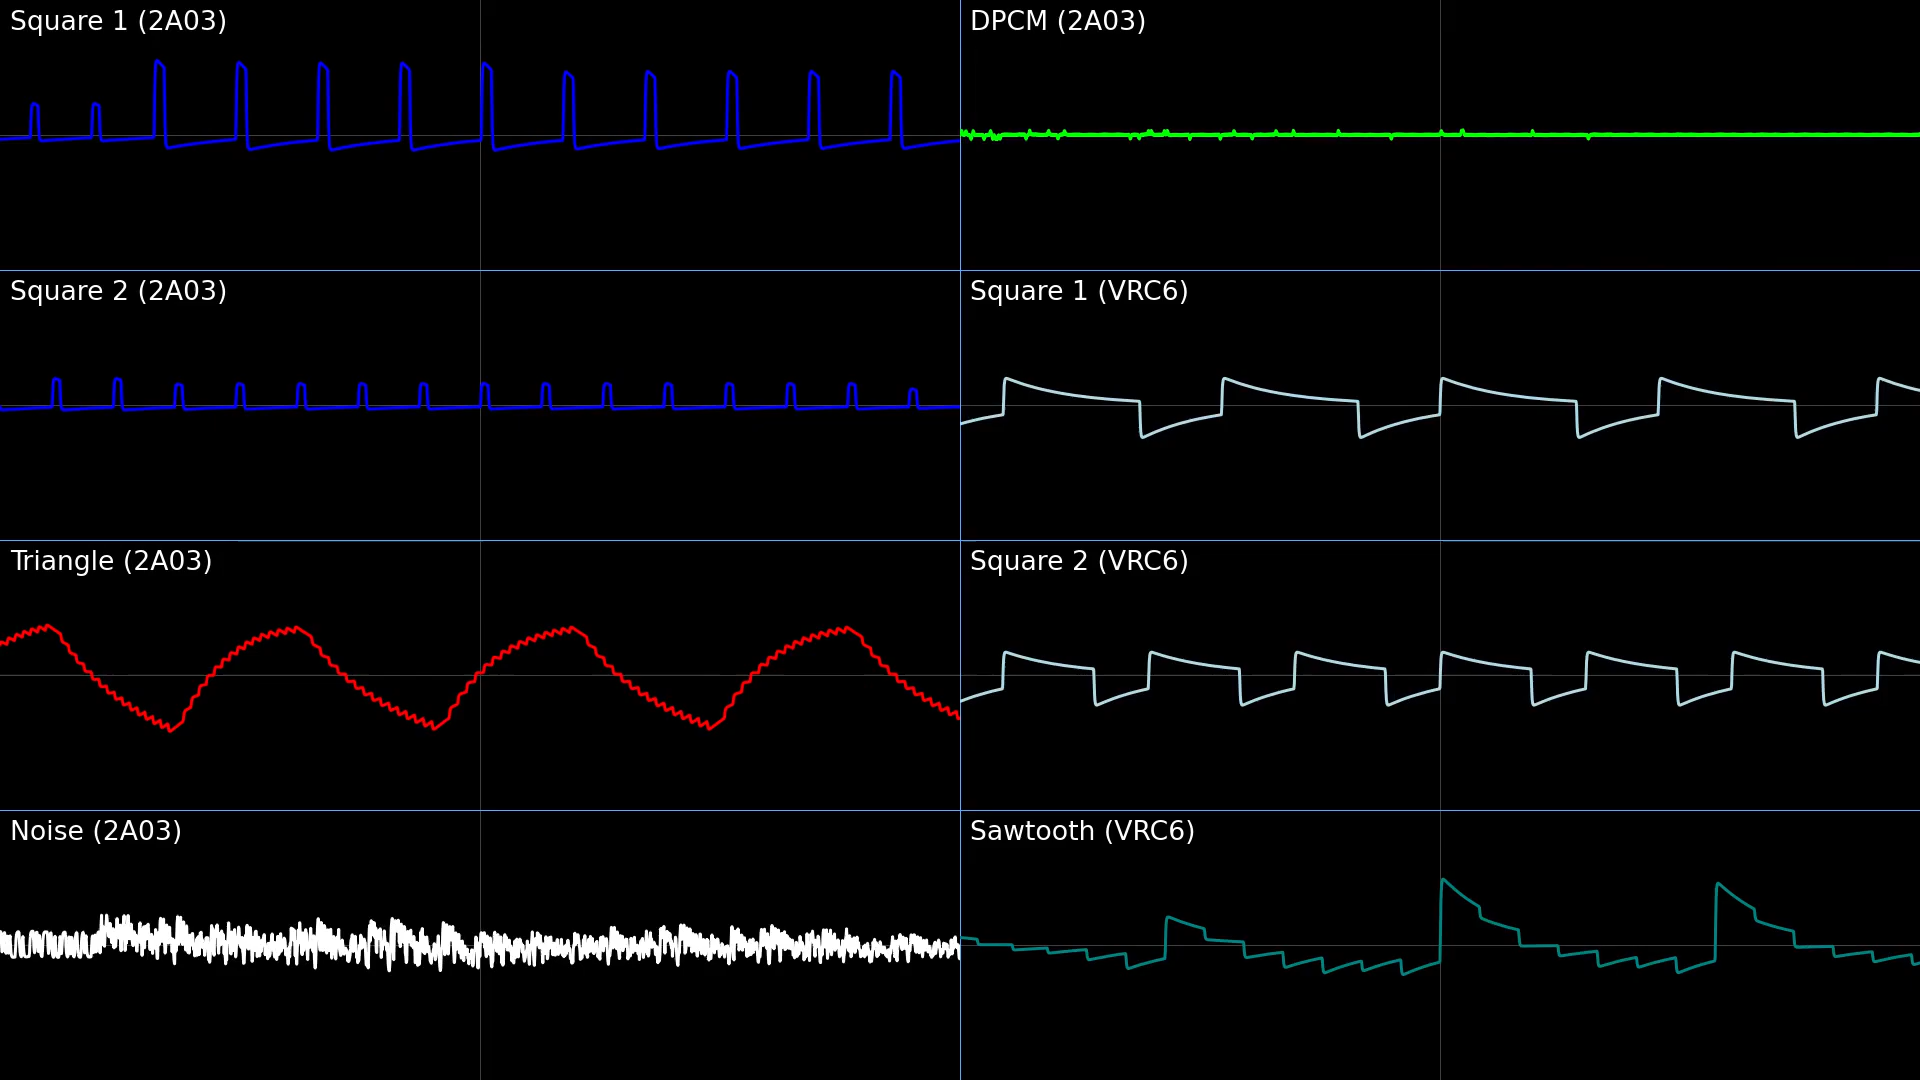 Square 1 (2A03)
Square 2 (2A03)
Triangle (2A03)
Noise (2A03)
DPCM (2A03)
Square 1 (VRC6)
Square 2 (VRC6)
Sawtooth (VRC6)